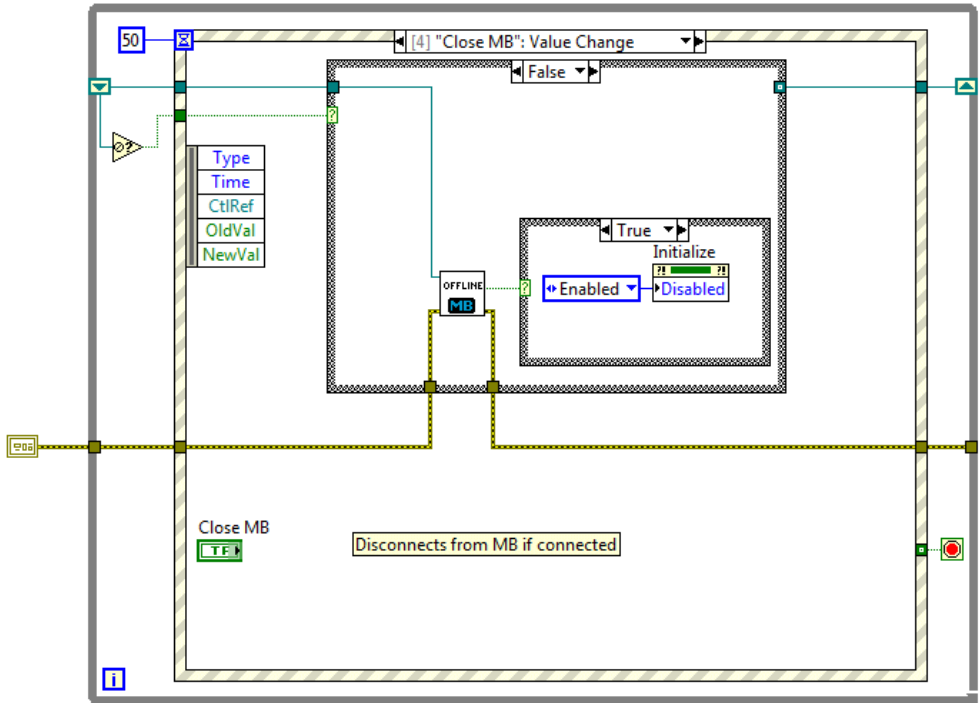 50
[4] "Close MB": Value Change
False
?
?
Type
Time
CtlRef
OldVal
NewVal
True
Initialize
OFFLINE
MB
?
Enabled
?! ?!
Disabled
Close MB
TF
Disconnects from MB if connected
i